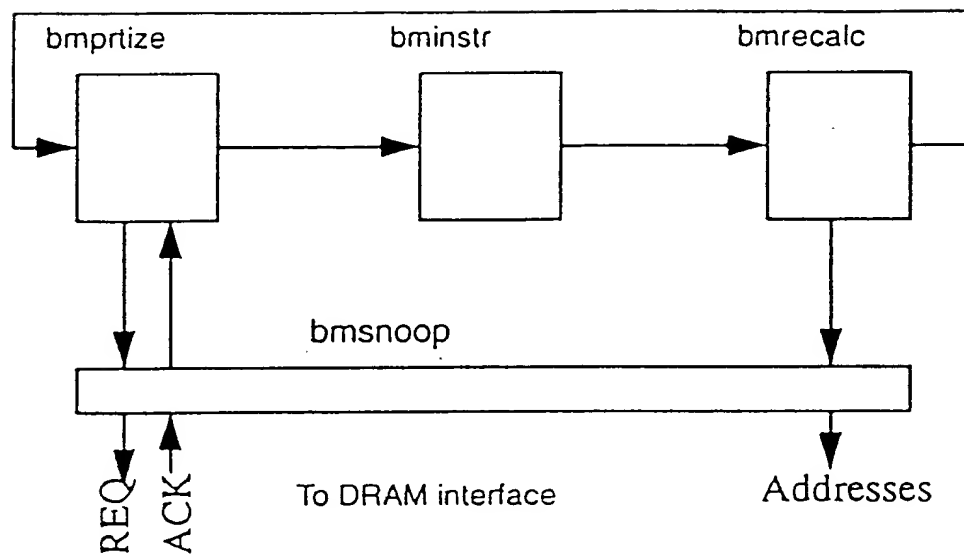 bmprtize
bminstr
bmrecalc
bmsnoop
REQ
ACK
To DRAM interface
Addresses